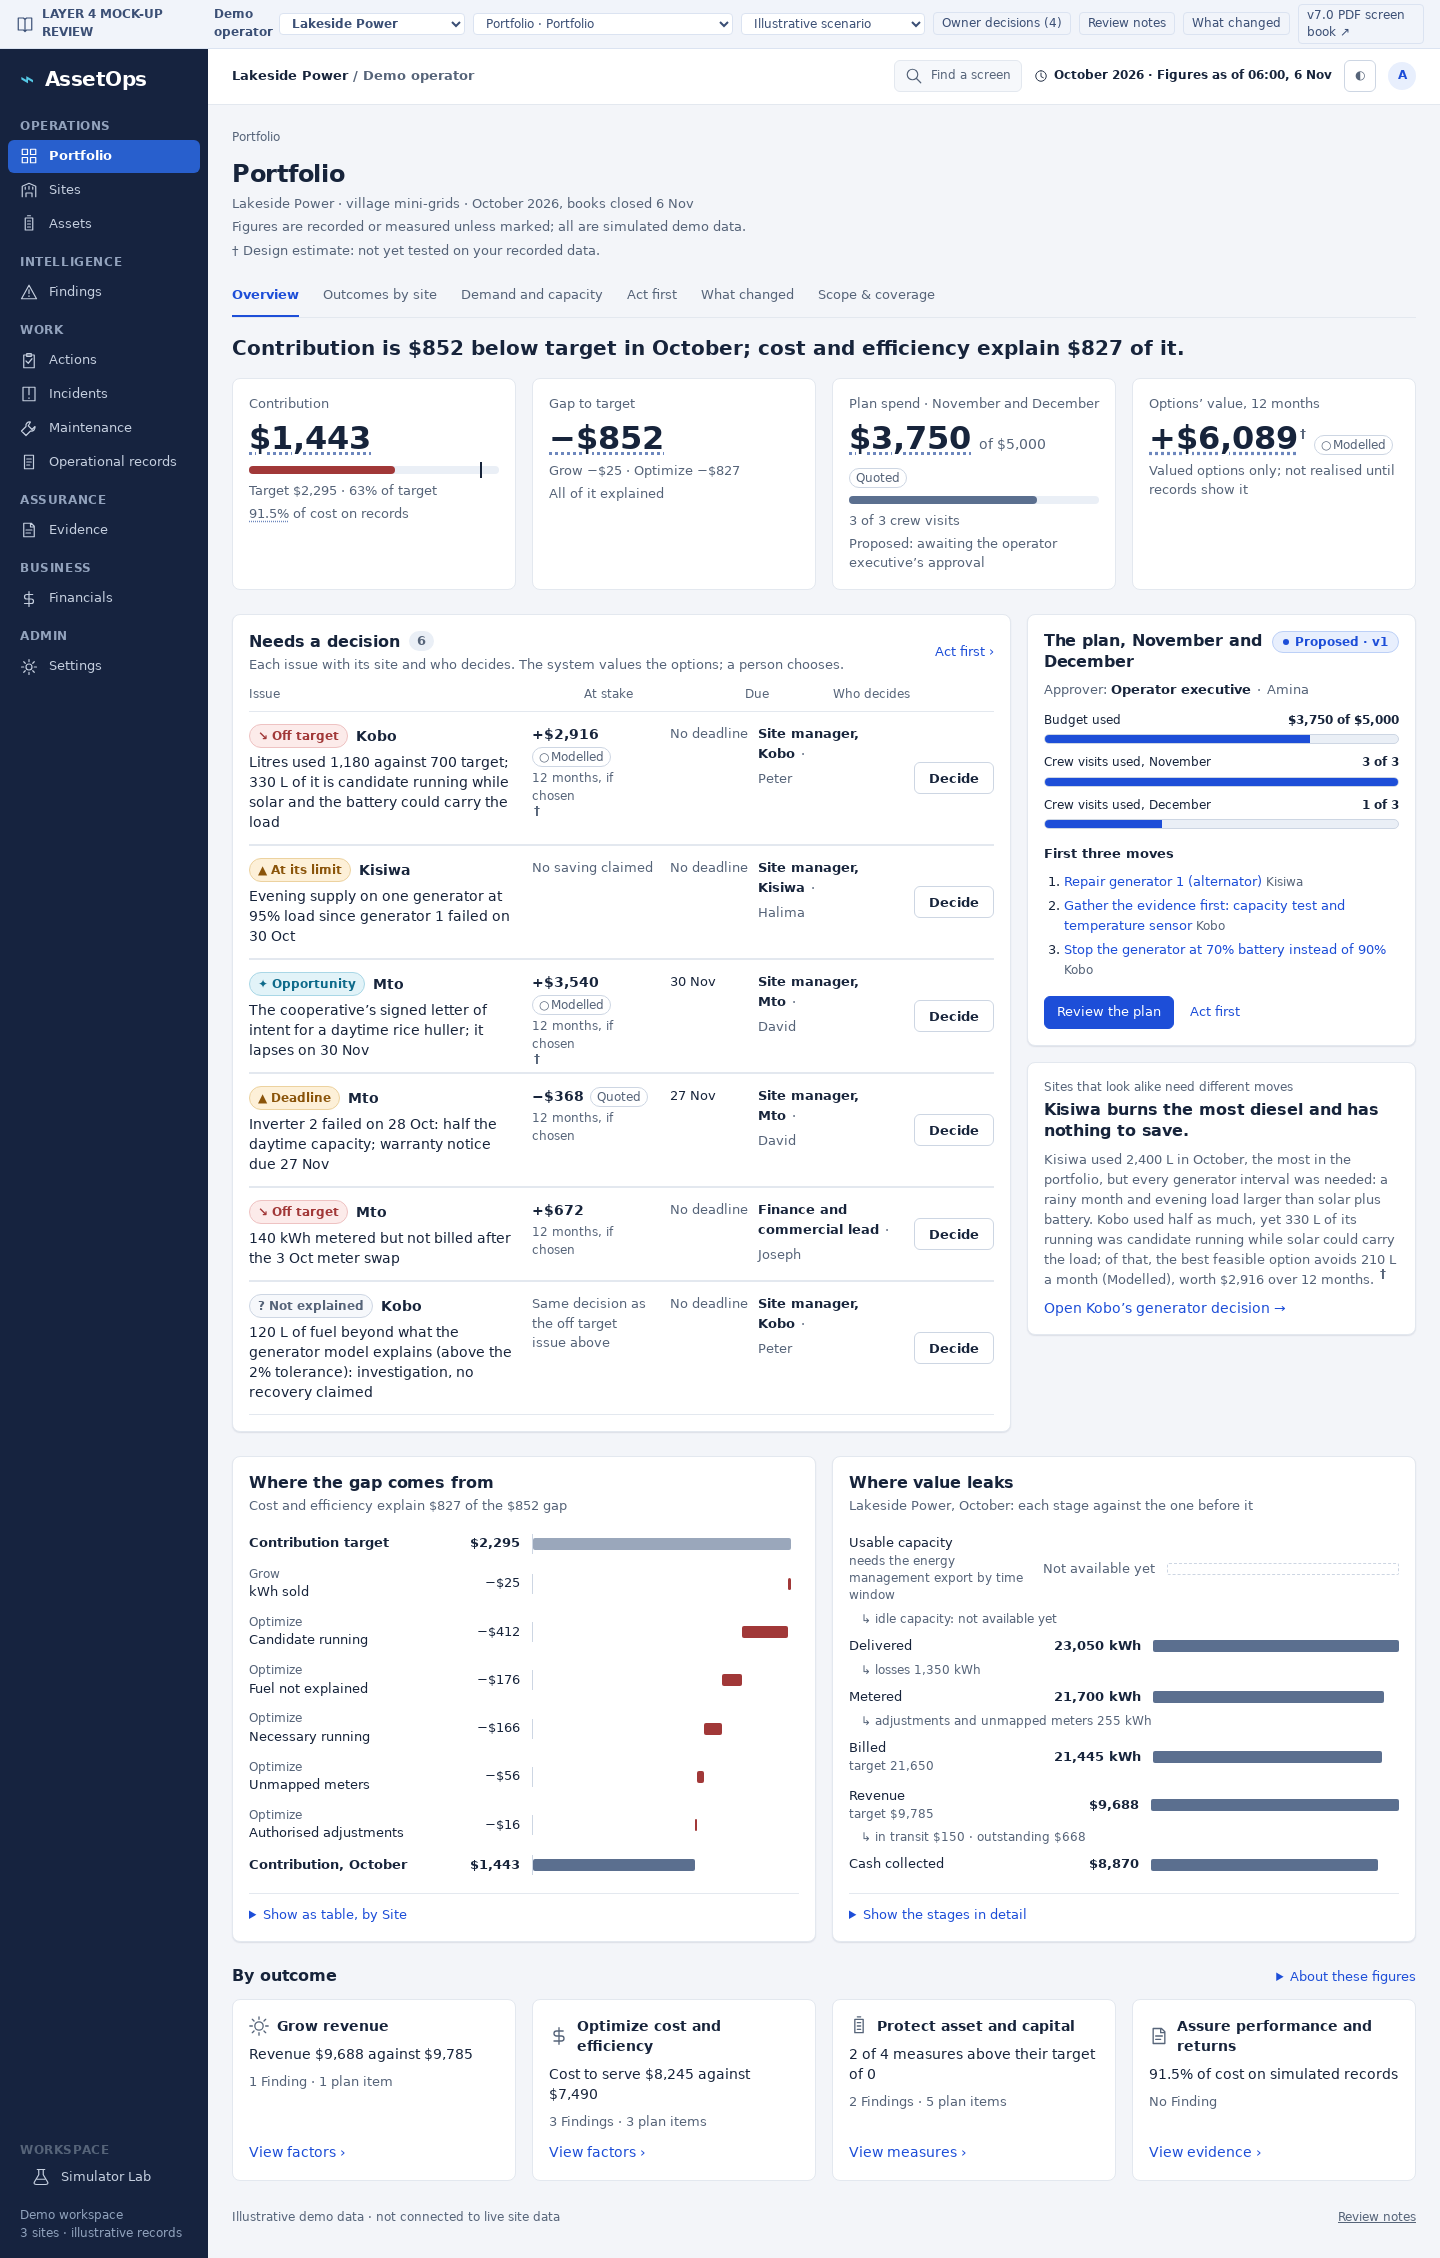 LAYER 4 MOCK-UP REVIEW
Demo operator
Lakeside Power
Portfolio · Portfolio
Illustrative scenario
Owner decisions (4)
Review notes
What changed
v7.0 PDF screen book ↗
AssetOps
OPERATIONS
Portfolio
Sites
Assets
INTELLIGENCE
Findings
WORK
Actions
Incidents
Maintenance
Operational records
ASSURANCE
Evidence
BUSINESS
Financials
ADMIN
Settings
WORKSPACE
Simulator Lab
Demo workspace
3 sites · illustrative records
Lakeside Power / Demo operator
Find a screen
October 2026 · Figures as of 06:00, 6 Nov
A
Portfolio
Portfolio
Lakeside Power · village mini-grids · October 2026, books closed 6 Nov
Figures are recorded or measured unless marked; all are simulated demo data.
† Design estimate: not yet tested on your recorded data.
Overview
Outcomes by site
Demand and capacity
Act first
What changed
Scope & coverage
Contribution is $852 below target in October; cost and efficiency explain $827 of it.
Contribution
$1,443
Target $2,295 · 63% of target
91.5% of cost on records
Gap to target
−$852
Grow −$25 · Optimize −$827
All of it explained
Plan spend · November and December
$3,750 of $5,000
Quoted
3 of 3 crew visits
Proposed: awaiting the operator
executive’s approval
Options’ value, 12 months
+$6,089† Modelled
Valued options only; not realised until
records show it
Needs a decision 6
Each issue with its site and who decides. The system values the options; a person chooses.
Act first ›
Issue
At stake
Due
Who decides
↘ Off target Kobo
Litres used 1,180 against 700 target;
330 L of it is candidate running while
solar and the battery could carry the
load
+$2,916
Modelled
12 months, if
chosen
†
No deadline
Site manager,
Kobo ·
Peter
Decide
▲ At its limit Kisiwa
Evening supply on one generator at
95% load since generator 1 failed on
30 Oct
No saving claimed
No deadline
Site manager,
Kisiwa ·
Halima
Decide
✦ Opportunity Mto
The cooperative’s signed letter of
intent for a daytime rice huller; it
lapses on 30 Nov
+$3,540
Modelled
12 months, if
chosen
†
30 Nov
Site manager,
Mto ·
David
Decide
▲ Deadline Mto
Inverter 2 failed on 28 Oct: half the
daytime capacity; warranty notice
due 27 Nov
−$368 Quoted
12 months, if
chosen
27 Nov
Site manager,
Mto ·
David
Decide
↘ Off target Mto
140 kWh metered but not billed after
the 3 Oct meter swap
+$672
12 months, if
chosen
No deadline
Finance and
commercial lead ·
Joseph
Decide
? Not explained Kobo
120 L of fuel beyond what the
generator model explains (above the
2% tolerance): investigation, no
recovery claimed
Same decision as
the off target
issue above
No deadline
Site manager,
Kobo ·
Peter
Decide
The plan, November and
December
Proposed · v1
Approver: Operator executive · Amina
Budget used
$3,750 of $5,000
Crew visits used, November
3 of 3
Crew visits used, December
1 of 3
First three moves
1. Repair generator 1 (alternator) Kisiwa
2. Gather the evidence first: capacity test and
temperature sensor Kobo
3. Stop the generator at 70% battery instead of 90%
Kobo
Review the plan
Act first
Sites that look alike need different moves
Kisiwa burns the most diesel and has
nothing to save.
Kisiwa used 2,400 L in October, the most in the
portfolio, but every generator interval was needed: a
rainy month and evening load larger than solar plus
battery. Kobo used half as much, yet 330 L of its
running was candidate running while solar could carry
the load; of that, the best feasible option avoids 210 L
a month (Modelled), worth $2,916 over 12 months. †
Open Kobo’s generator decision →
Where the gap comes from
Cost and efficiency explain $827 of the $852 gap
Contribution target
$2,295
Grow
kWh sold
−$25
Optimize
Candidate running
−$412
Optimize
Fuel not explained
−$176
Optimize
Necessary running
−$166
Optimize
Unmapped meters
−$56
Optimize
Authorised adjustments
−$16
Contribution, October
$1,443
▶ Show as table, by Site
Where value leaks
Lakeside Power, October: each stage against the one before it
Usable capacity
needs the energy
management export by time
window
Not available yet
↳ idle capacity: not available yet
Delivered
23,050 kWh
↳ losses 1,350 kWh
Metered
21,700 kWh
↳ adjustments and unmapped meters 255 kWh
Billed
target 21,650
21,445 kWh
Revenue
target $9,785
$9,688
↳ in transit $150 · outstanding $668
Cash collected
$8,870
▶ Show the stages in detail
By outcome
▶ About these figures
Grow revenue
Revenue $9,688 against $9,785
1 Finding · 1 plan item
View factors ›
Optimize cost and
efficiency
Cost to serve $8,245 against
$7,490
3 Findings · 3 plan items
View factors ›
Protect asset and capital
2 of 4 measures above their target
of 0
2 Findings · 5 plan items
View measures ›
Assure performance and
returns
91.5% of cost on simulated records
No Finding
View evidence ›
Illustrative demo data · not connected to live site data
Review notes